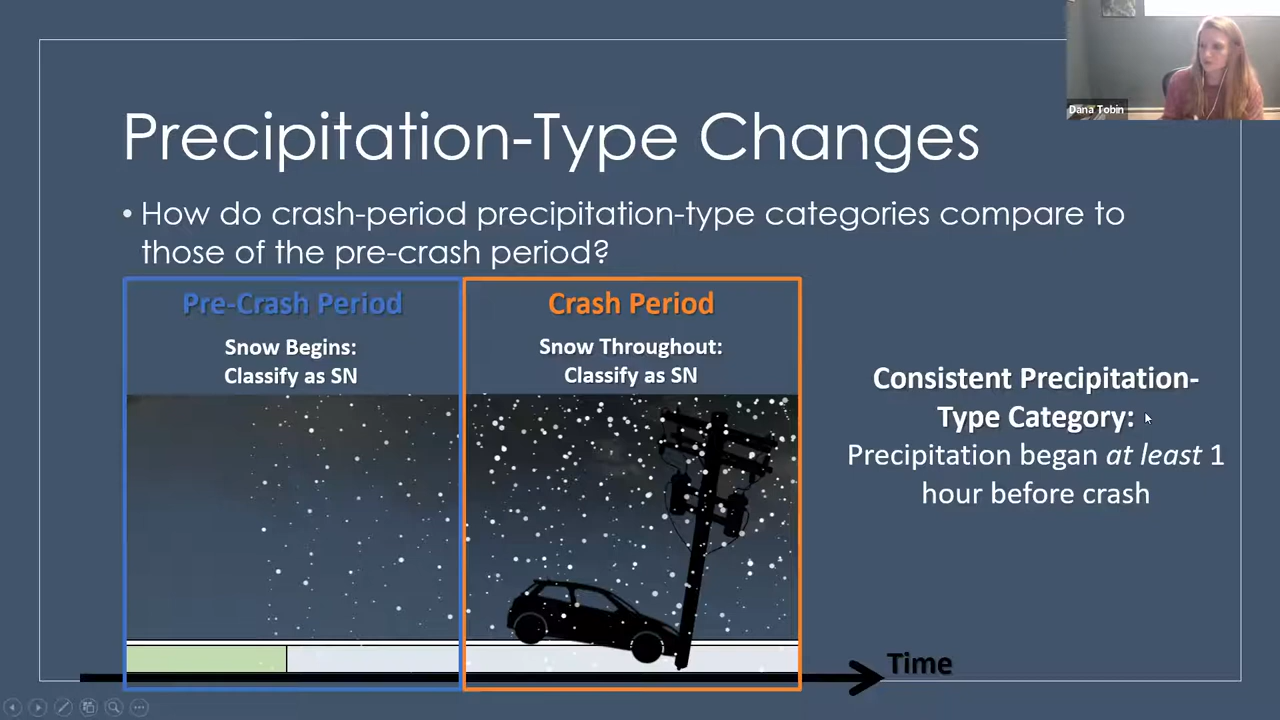 Dana Tobin
Precipitation-Type Changes
• How do crash-period precipitation-type categories compare to
those of the pre-crash period?
Pre-Crash Period
Snow Begins:
Classify as SN
Crash Period
Snow Throughout:
Classify as SN
Consistent Precipitation-
Type Category:
Precipitation began at least 1
hour before crash
Time